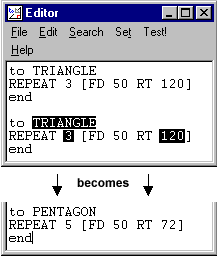 Editor
File Edit Search Set Test!
Help
to TRIANGLE
REPEAT 3 [FD 50 RT 120]
end
to TRIANGLE
REPEAT 3 [FD 50 RT 120]
end
becomes
to PENTAGON
REPEAT 5 [FD 50 RT 72]
end